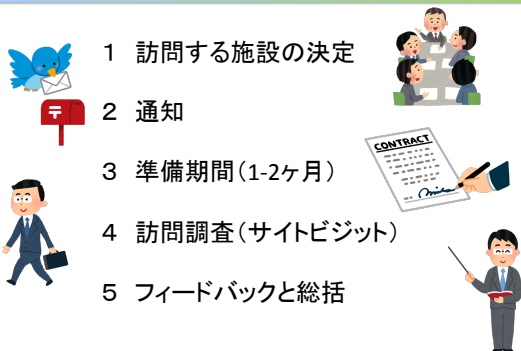 1 訪問する施設の決定
2 通知
3 準備期間(1-2ヶ月)
CONTRACT
4 訪問調査(サイトビジット)
5 フィードバックと総括